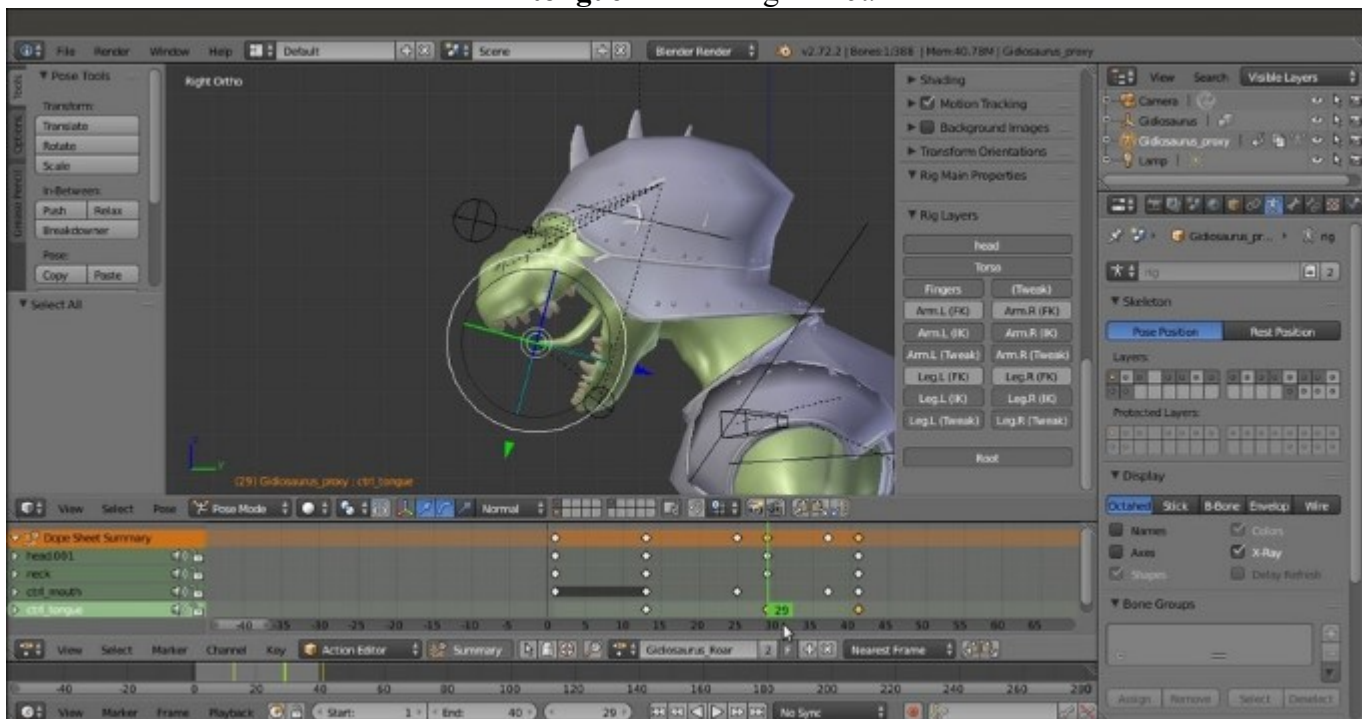 File Render Window Help Default Scene Blender Render v2.72.2 | Bones:1/388 | Mem:40.78M | Gidiosaurus_proxy
Tools
Options
Grease Pencil
Pose Tools
Transform:
Translate
Rotate
Scale
In-Between:
Push Relax
Breakdowner
Pose:
Copy Paste
Select All
Right Ortho
(29) Gidiosaurus_proxy : ctrl_tongue
Shading
Motion Tracking
Background Images
Transform Orientations
Rig Main Properties
Rig Layers
head
Torso
Fingers (Tweak)
Arm.L (FK) Arm.R (FK)
Arm.L (IK) Arm.R (IK)
Arm.L (Tweak) Arm.R (Tweak)
Leg.L (FK) Leg.R (FK)
Leg.L (IK) Leg.R (IK)
Leg.L (Tweak) Leg.R (Tweak)
Root
View Search Visible Layers
Camera
Gidiosaurus
Gidiosaurus_proxy
Lamp
Gidiosaurus_pr... rig
rig 2
Skeleton
Pose Position Rest Position
Layers:
Protected Layers:
Display
Octahed Stick B-Bone Envelop Wire
Names Colors
Axes X-Ray
Shapes Delay Refresh
Bone Groups
Assign Remove Select Deselect
View Select Pose Pose Mode Normal
Dope Sheet Summary
head.001
neck
ctrl_mouth
ctrl_tongue
29
-40 -35 -30 -25 -20 -15 -10 -5 0 5 10 15 20 25 30 35 40 45 50 55 60 65
View Select Marker Channel Key Action Editor Summary Gidiosaurus_Roar 2 F Nearest Frame
-40 -20 0 20 40 60 80 100 120 140 160 180 200 220 240 260 280
View Marker Frame Playback Start: 1 End: 40 29 No Sync